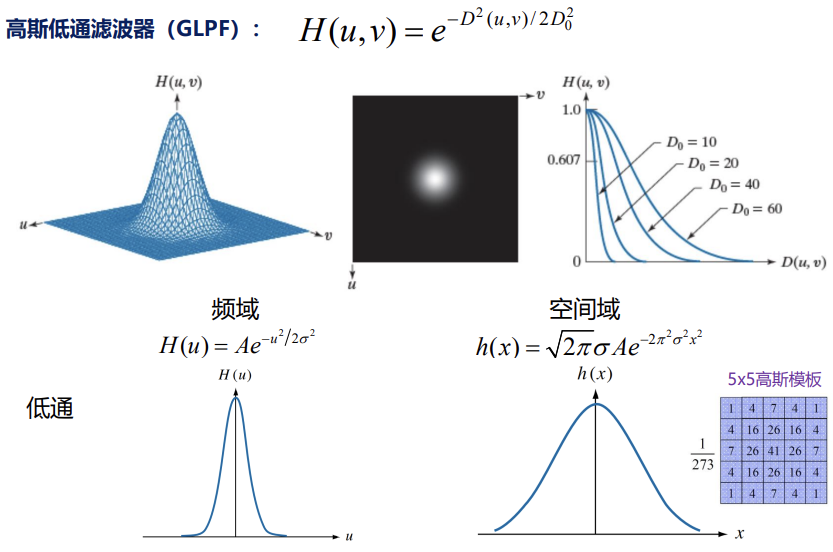 高斯低通滤波器（GLPF）： H(u,v) = e^{-D²(u,v)/2D₀²}
H(u, v)
u
v
v
u
H(u, v)
1.0
0.607
0
D₀ = 10
D₀ = 20
D₀ = 40
D₀ = 60
D(u, v)
频域
空间域
H(u) = Ae^{-u²/2σ²}
h(x) = √2π σAe^{-2π²σ²x²}
低通
H(u)
u
h(x)
x
5x5高斯模板
1/273
1 4 7 4 1
4 16 26 16 4
7 26 41 26 7
4 16 26 16 4
1 4 7 4 1